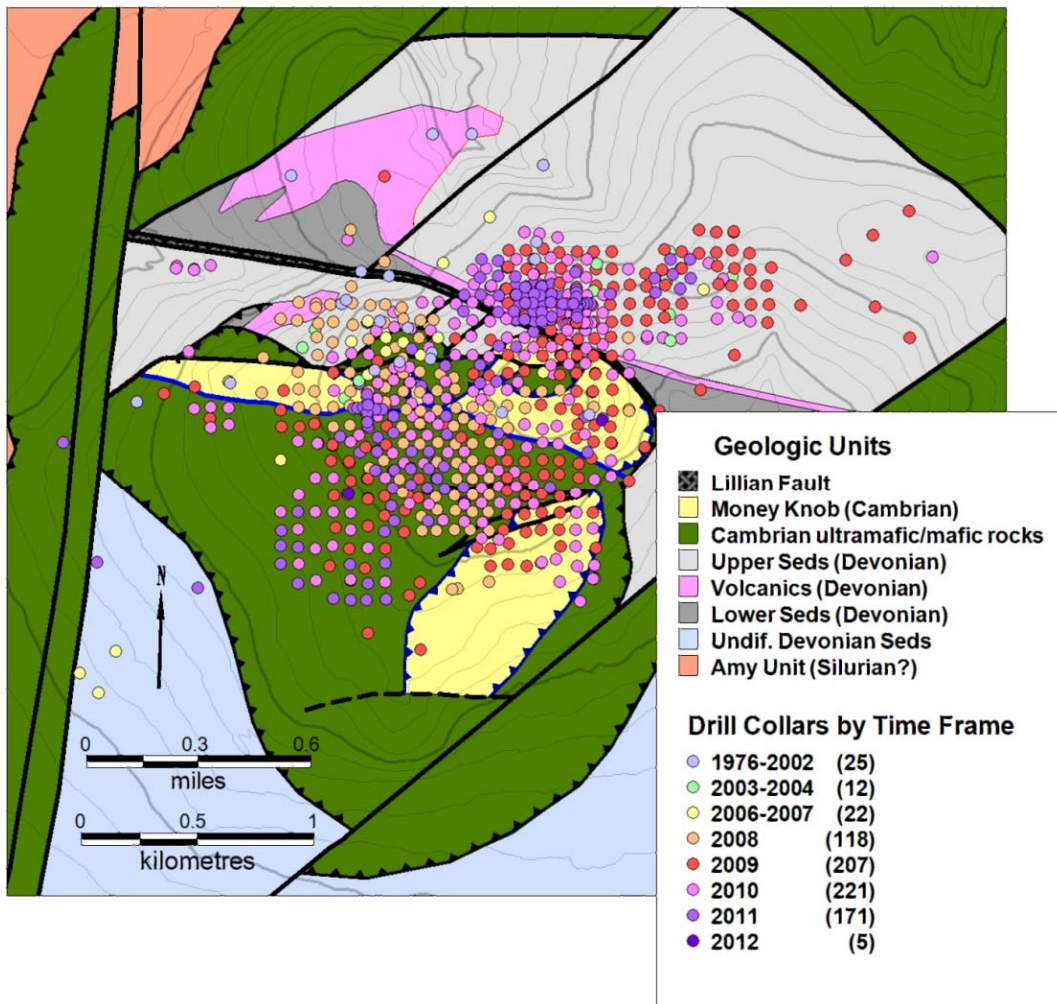 N
0 0.3 0.6
miles
0 0.5 1
kilometres
Geologic Units
Lillian Fault
Money Knob (Cambrian)
Cambrian ultramafic/mafic rocks
Upper Seds (Devonian)
Volcanics (Devonian)
Lower Seds (Devonian)
Undif. Devonian Seds
Amy Unit (Silurian?)
Drill Collars by Time Frame
1976-2002 (25)
2003-2004 (12)
2006-2007 (22)
2008 (118)
2009 (207)
2010 (221)
2011 (171)
2012 (5)